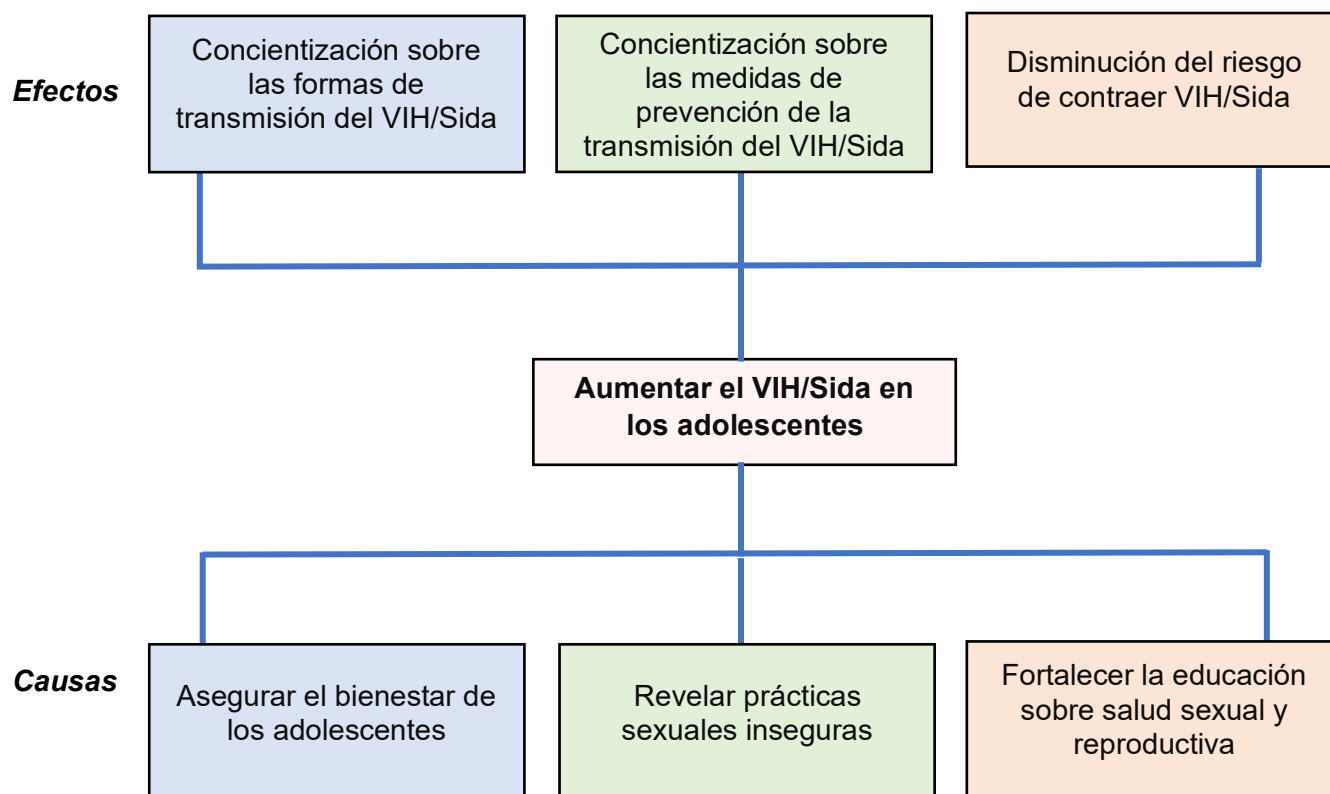 Efectos
Concientización sobre
las formas de
transmisión del VIH/Sida
Concientización sobre
las medidas de
prevención de la
transmisión del VIH/Sida
Disminución del riesgo
de contraer VIH/Sida
Aumentar el VIH/Sida en
los adolescentes
Causas
Asegurar el bienestar de
los adolescentes
Revelar prácticas
sexuales inseguras
Fortalecer la educación
sobre salud sexual y
reproductiva